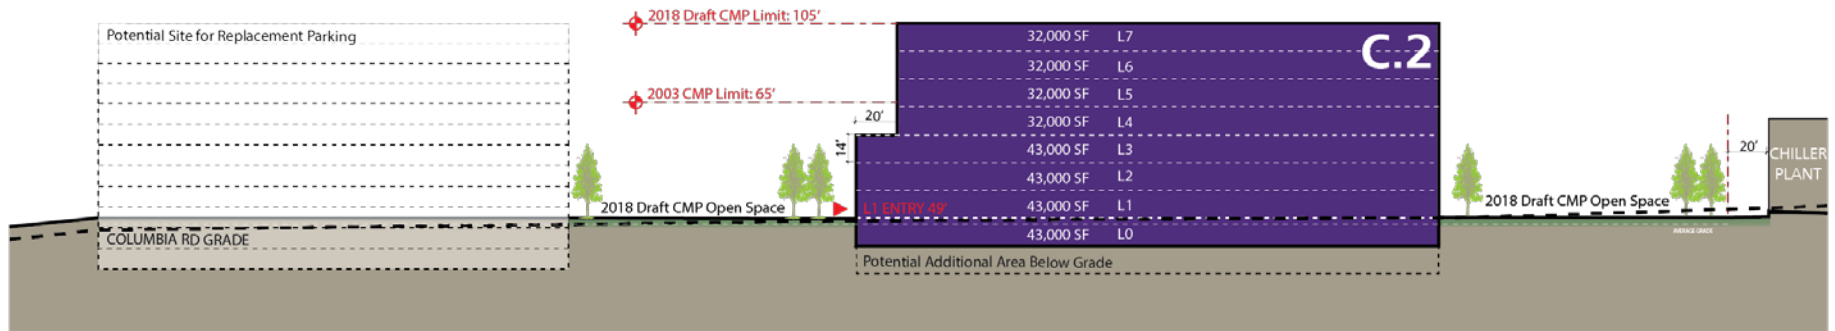 Potential Site for Replacement Parking
COLUMBIA RD GRADE
2018 Draft CMP Limit: 105'
2003 CMP Limit: 65'
20'
14'
2018 Draft CMP Open Space
L1 ENTRY 49'
C.2
32,000 SF L7
32,000 SF L6
32,000 SF L5
32,000 SF L4
43,000 SF L3
43,000 SF L2
43,000 SF L1
43,000 SF L0
Potential Additional Area Below Grade
2018 Draft CMP Open Space
AVERAGE GRADE
20'
CHILLER
PLANT